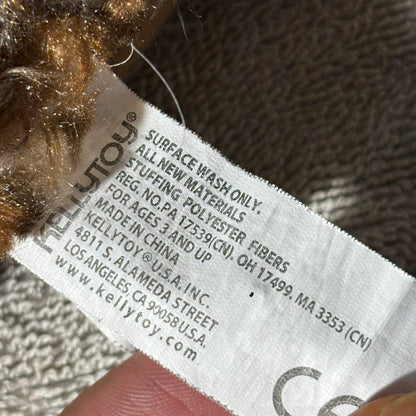 KELLYTOY®
SURFACE WASH ONLY.
ALL NEW MATERIALS
STUFFING POLYESTER FIBERS
REG. NO.PA 17539(CN). OH 17499. MA 3353 (CN)
FOR AGES 3 AND UP
MADE IN CHINA
KELLYTOY® U.S.A. INC.
4811 S. ALAMEDA STREET
LOS ANGELES, CA 90058 U.S.A.
www.kellytoy.com
CE